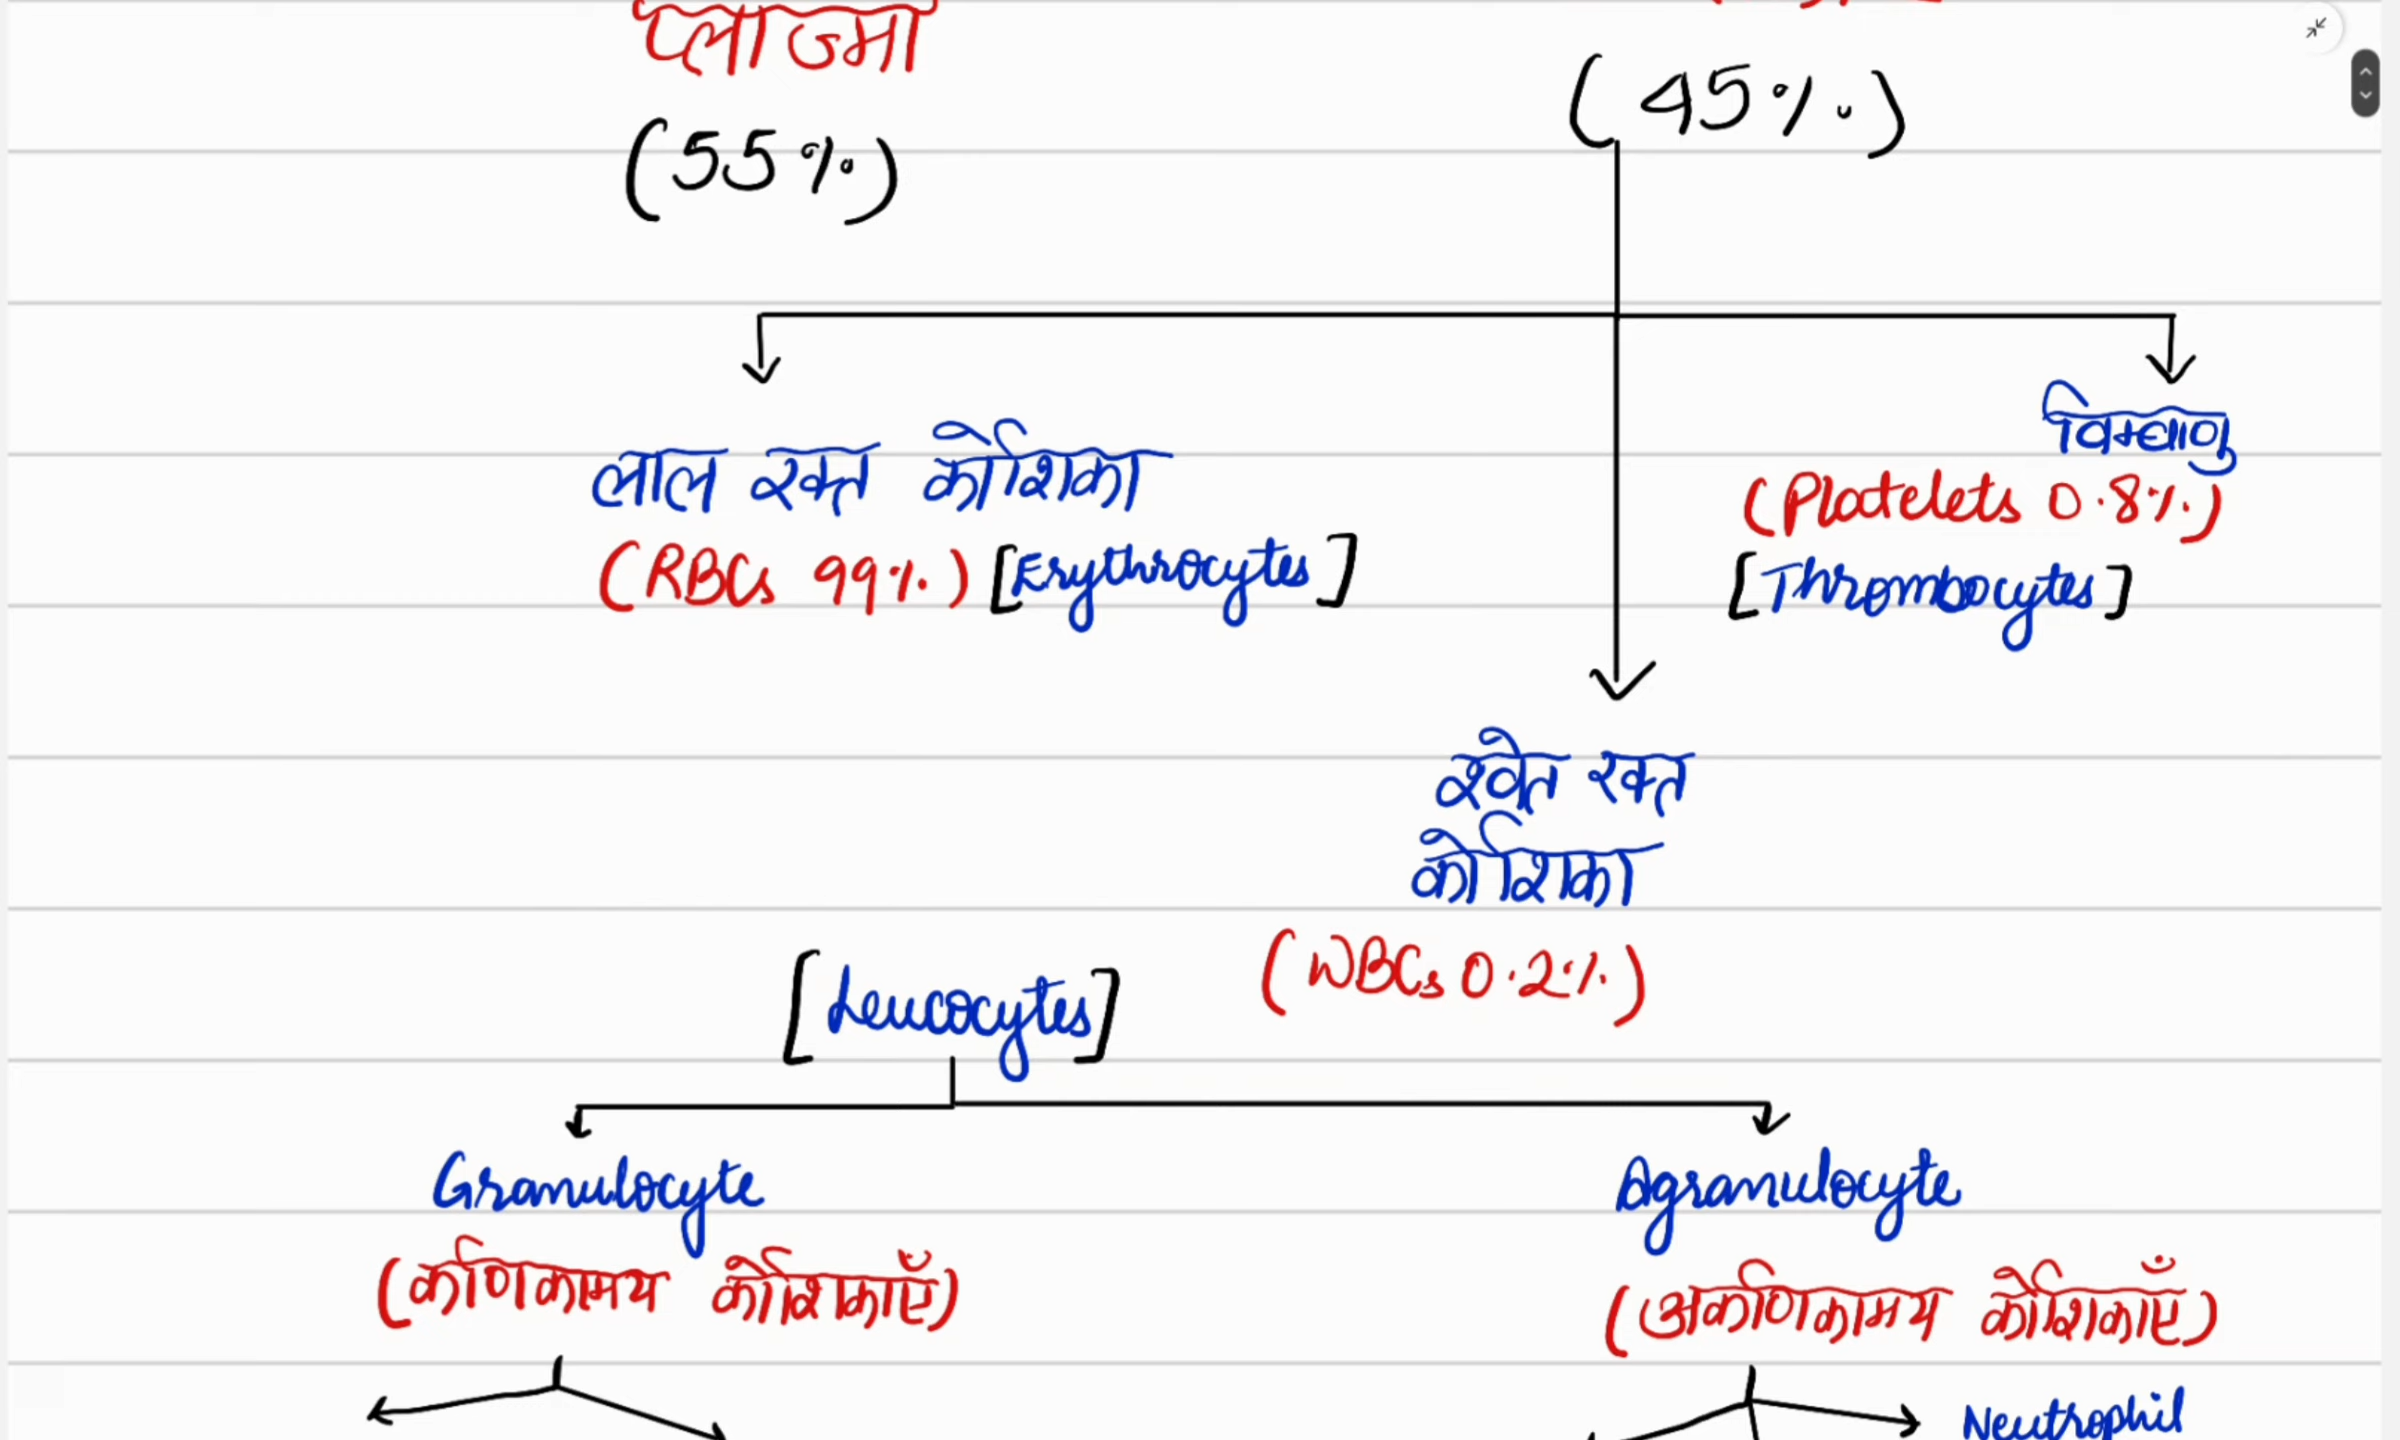 प्लाज्मा
(55%)
(45%)
लाल रक्त कोशिका
(RBCs 99%) [Erythrocytes]
बिम्बाणु
(Platelets 0.8%)
[Thrombocytes]
श्वेत रक्त
कोशिका
(WBCs 0.2%)
[Leucocytes]
Granulocyte
(कणिकामय कोशिकाएँ)
Agranulocyte
(अकणिकामय कोशिकाएँ)
Neutrophil